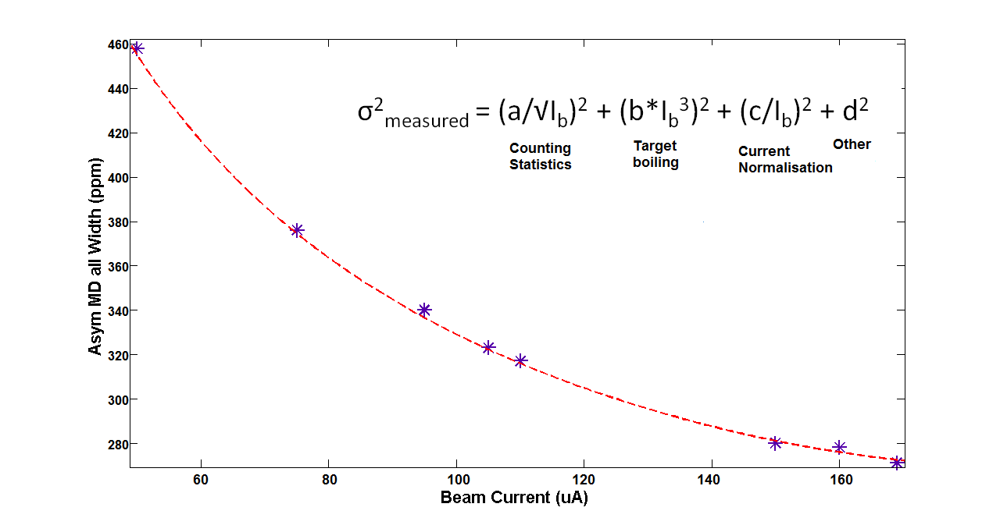 460
440
420
400
380
360
340
320
300
280
Asym MD all Width (ppm)
σ²measured = (a/√Ib)² + (b*Ib³)² + (c/Ib)² + d²
Counting
Statistics
Target
boiling
Current
Normalisation
Other
60 80 100 120 140 160
Beam Current (uA)